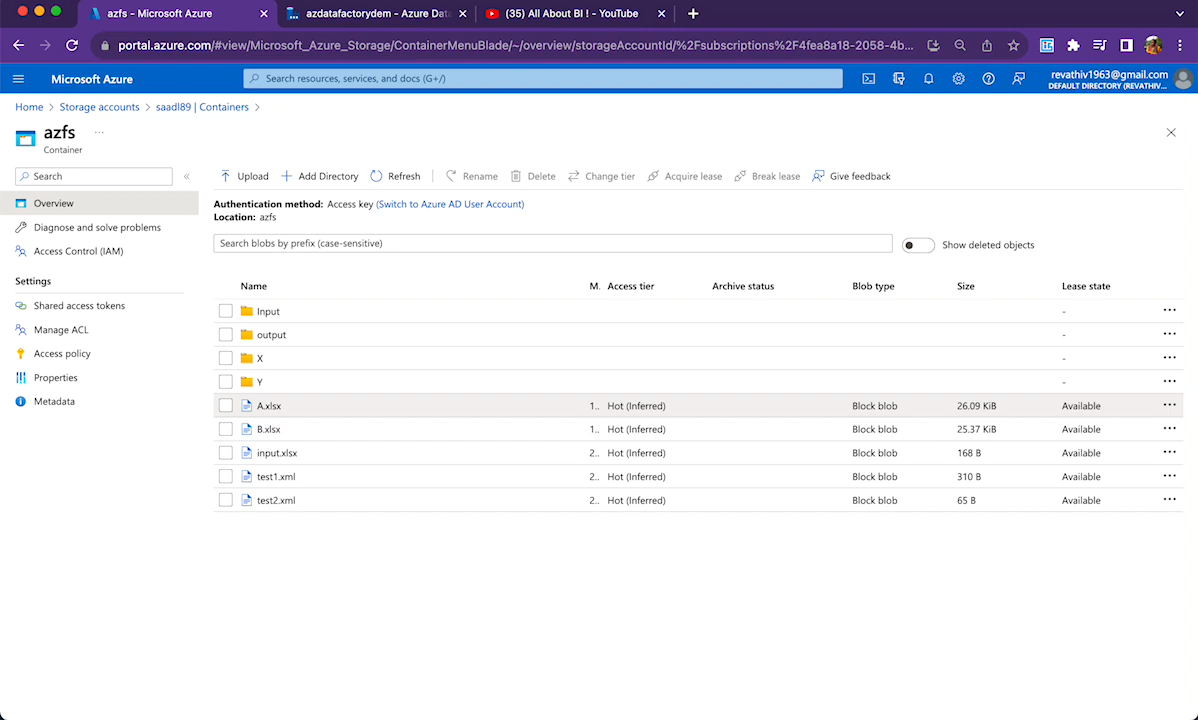 azfs - Microsoft Azure
azdatafactorydem - Azure Dat
(35) All About BI ! - YouTube
portal.azure.com/#view/Microsoft_Azure_Storage/ContainerMenuBlade/~/overview/storageAccountId/%2Fsubscriptions%2F4fea8a18-2058-4b...
Microsoft Azure
Search resources, services, and docs (G+/)
revathiv1963@gmail.com
DEFAULT DIRECTORY (REVATHIV...
Home > Storage accounts > saadl89 | Containers >
azfs ...
Container
Search
Upload Add Directory Refresh Rename Delete Change tier Acquire lease Break lease Give feedback
Overview
Diagnose and solve problems
Access Control (IAM)
Settings
Shared access tokens
Manage ACL
Access policy
Properties
Metadata
Authentication method: Access key (Switch to Azure AD User Account)
Location: azfs
Search blobs by prefix (case-sensitive)
Show deleted objects
Name M. Access tier Archive status Blob type Size Lease state
Input - ...
output - ...
X - ...
Y - ...
A.xlsx 1.. Hot (Inferred) Block blob 26.09 KiB Available ...
B.xlsx 1.. Hot (Inferred) Block blob 25.37 KiB Available ...
input.xlsx 2.. Hot (Inferred) Block blob 168 B Available ...
test1.xml 2.. Hot (Inferred) Block blob 310 B Available ...
test2.xml 2.. Hot (Inferred) Block blob 65 B Available ...